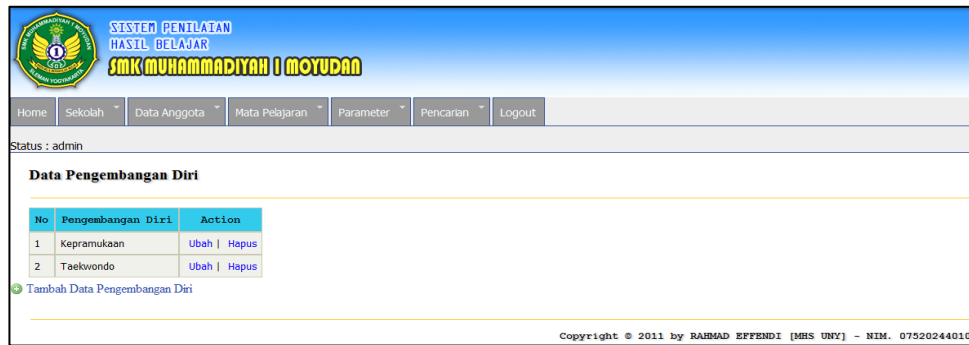 SISTEM PENILAIAN
HASIL BELAJAR
SMK MUHAMMADIYAH 1 MOYUDAN
Home Sekolah Data Anggota Mata Pelajaran Parameter Pencarian Logout
Status : admin
Data Pengembangan Diri
No Pengembangan Diri Action
1 Kepramukaan Ubah | Hapus
2 Taekwondo Ubah | Hapus
Tambah Data Pengembangan Diri
Copyright © 2011 by RAHMAD EFFENDI [MHS UNY] - NIM. 07520244010